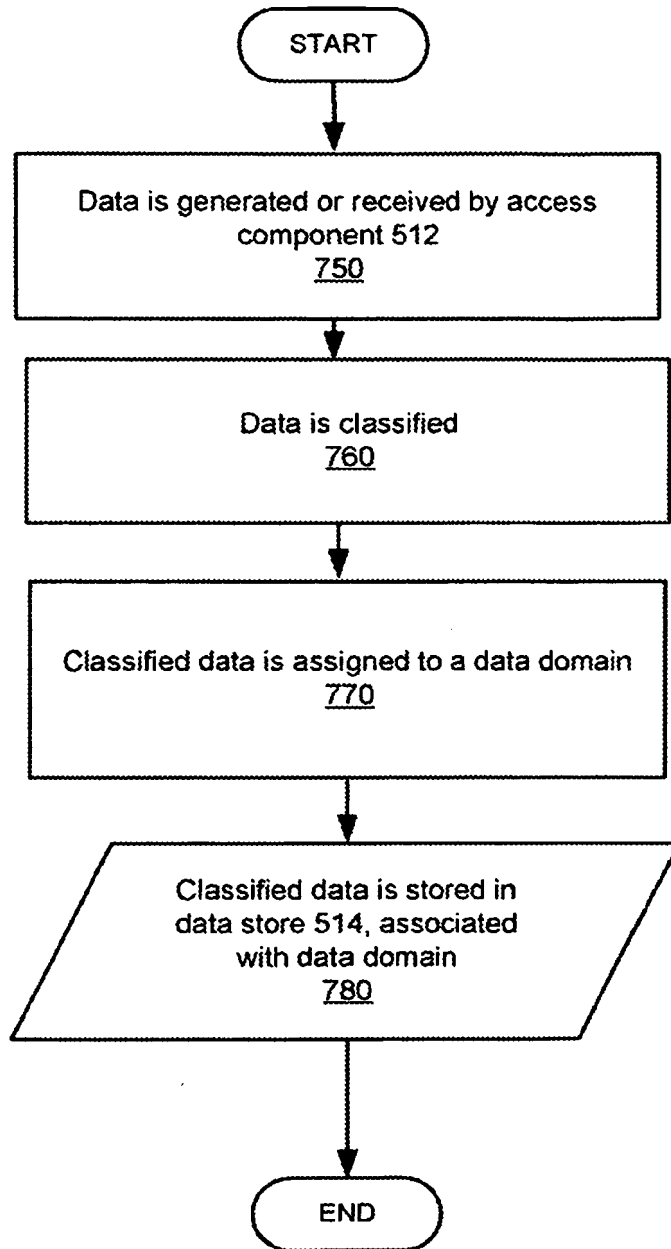 START
Data is generated or received by access
component 512
750
Data is classified
760
Classified data is assigned to a data domain
770
Classified data is stored in
data store 514, associated
with data domain
780
END